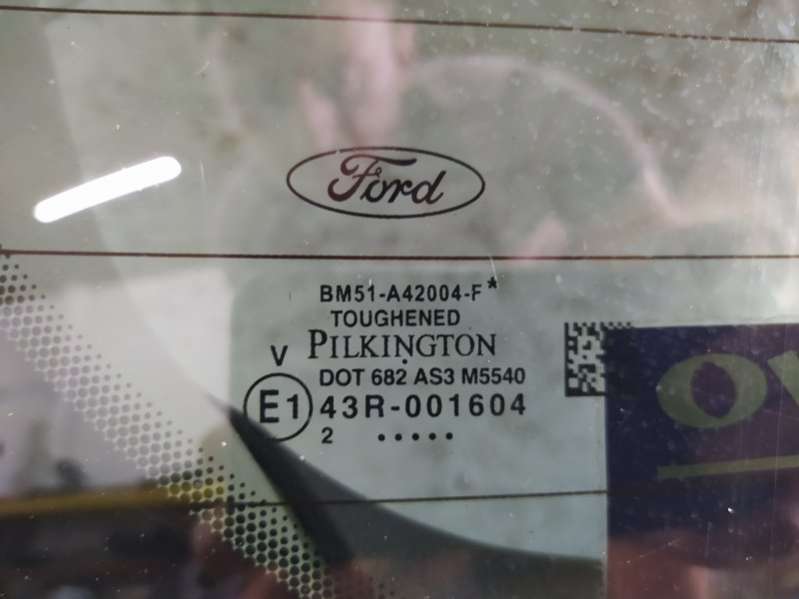 Ford
BM51-A42004-F*
TOUGHENED
V PILKINGTON
DOT 682 AS3 M5540
E1 43R-001604
2 •••••